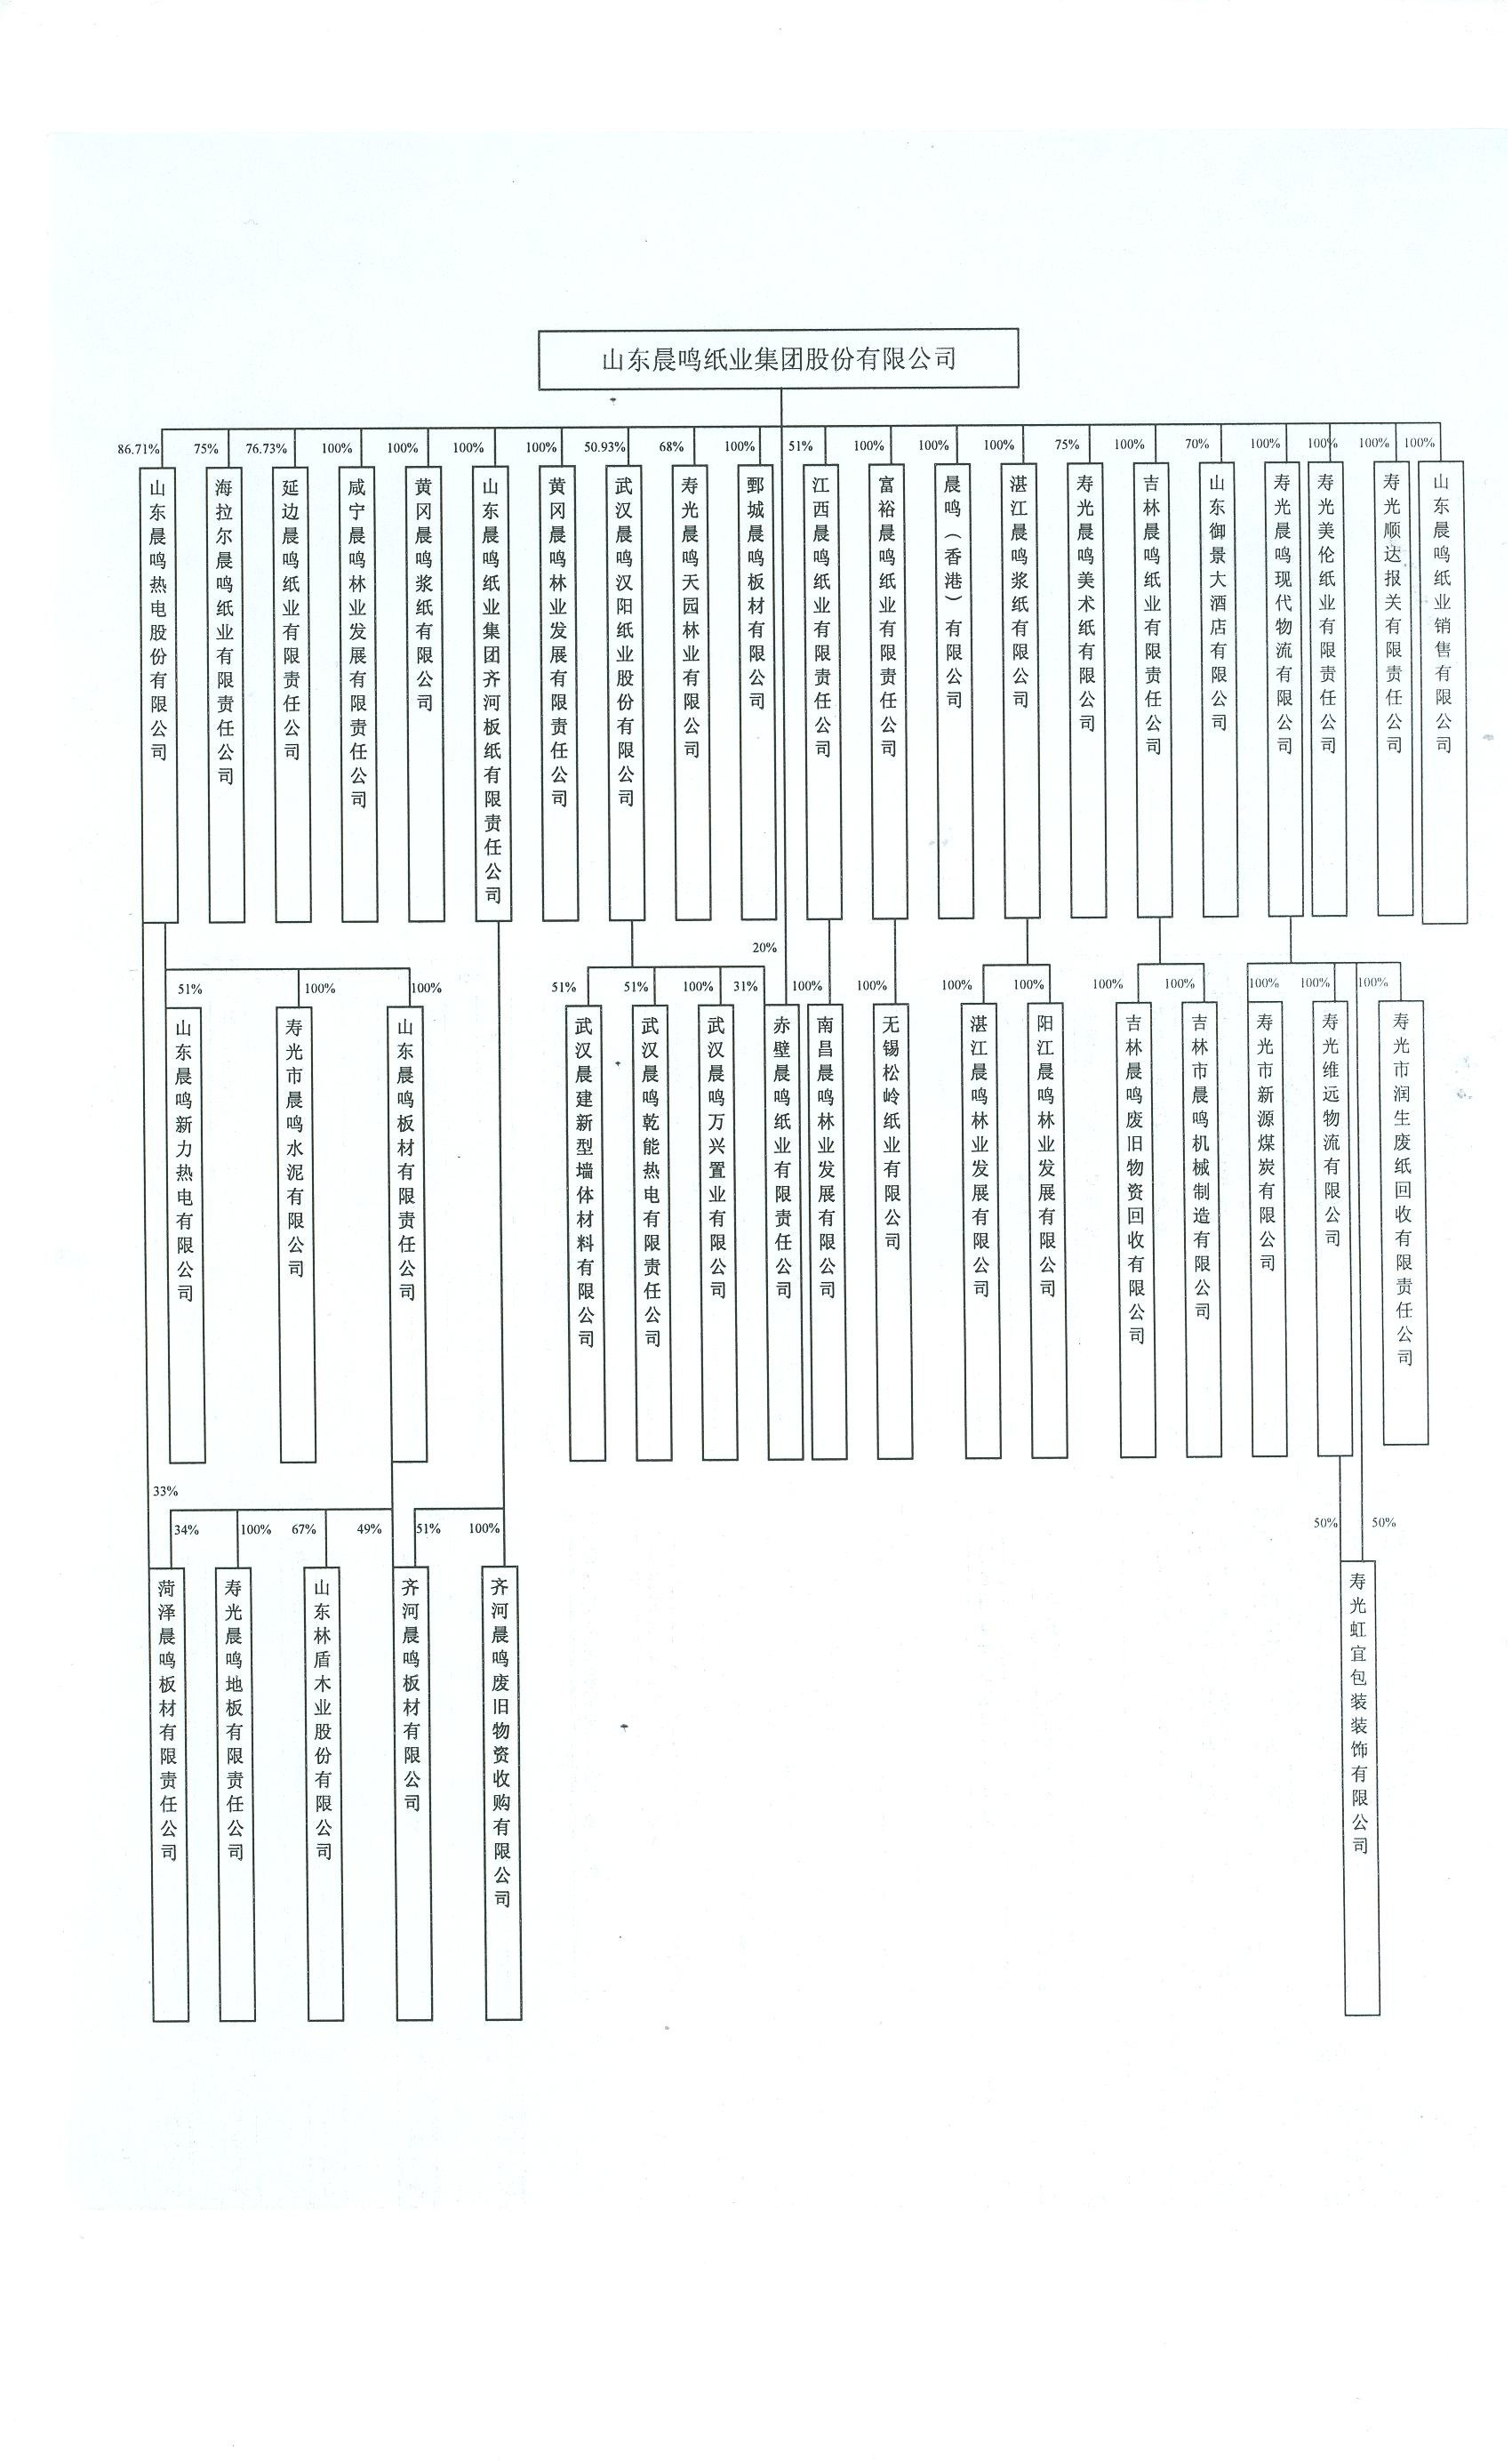 山东晨鸣纸业集团股份有限公司
86.71%
75%
76.73%
100%
100%
100%
100%
50.93%
68%
100%
51%
100%
100%
100%
75%
100%
70%
100%
100%
100%
100%
山东晨鸣热电股份有限公司
海拉尔晨鸣纸业有限责任公司
延边晨鸣纸业有限责任公司
咸宁晨鸣林业发展有限责任公司
黄冈晨鸣浆纸有限公司
山东晨鸣纸业集团齐河板纸有限责任公司
黄冈晨鸣林业发展有限责任公司
武汉晨鸣汉阳纸业股份有限公司
寿光晨鸣天园林业有限公司
鄄城晨鸣板材有限公司
江西晨鸣纸业有限责任公司
富裕晨鸣纸业有限责任公司
晨鸣（香港）有限公司
湛江晨鸣浆纸有限公司
寿光晨鸣美术纸有限公司
吉林晨鸣纸业有限责任公司
山东御景大酒店有限公司
寿光晨鸣现代物流有限公司
寿光美伦纸业有限责任公司
寿光顺达报关有限责任公司
山东晨鸣纸业销售有限公司
20%
51%
100%
100%
51%
51%
100%
31%
100%
100%
100%
100%
100%
100%
100%
100%
100%
山东晨鸣新力热电有限公司
寿光市晨鸣水泥有限公司
山东晨鸣板材有限责任公司
武汉晨建新型墙体材料有限公司
武汉晨鸣乾能热电有限责任公司
武汉晨鸣万兴置业有限公司
赤壁晨鸣纸业有限责任公司
南昌晨鸣林业发展有限公司
无锡松岭纸业有限公司
湛江晨鸣林业发展有限公司
阳江晨鸣林业发展有限公司
吉林晨鸣废旧物资回收有限公司
吉林市晨鸣机械制造有限公司
寿光市新源煤炭有限公司
寿光维远物流有限公司
寿光市润生废纸回收有限责任公司
33%
34%
100%
67%
49%
51%
100%
50%
50%
菏泽晨鸣板材有限责任公司
寿光晨鸣地板有限责任公司
山东林盾木业股份有限公司
齐河晨鸣板材有限公司
齐河晨鸣废旧物资收购有限公司
寿光虹宜包装装饰有限公司